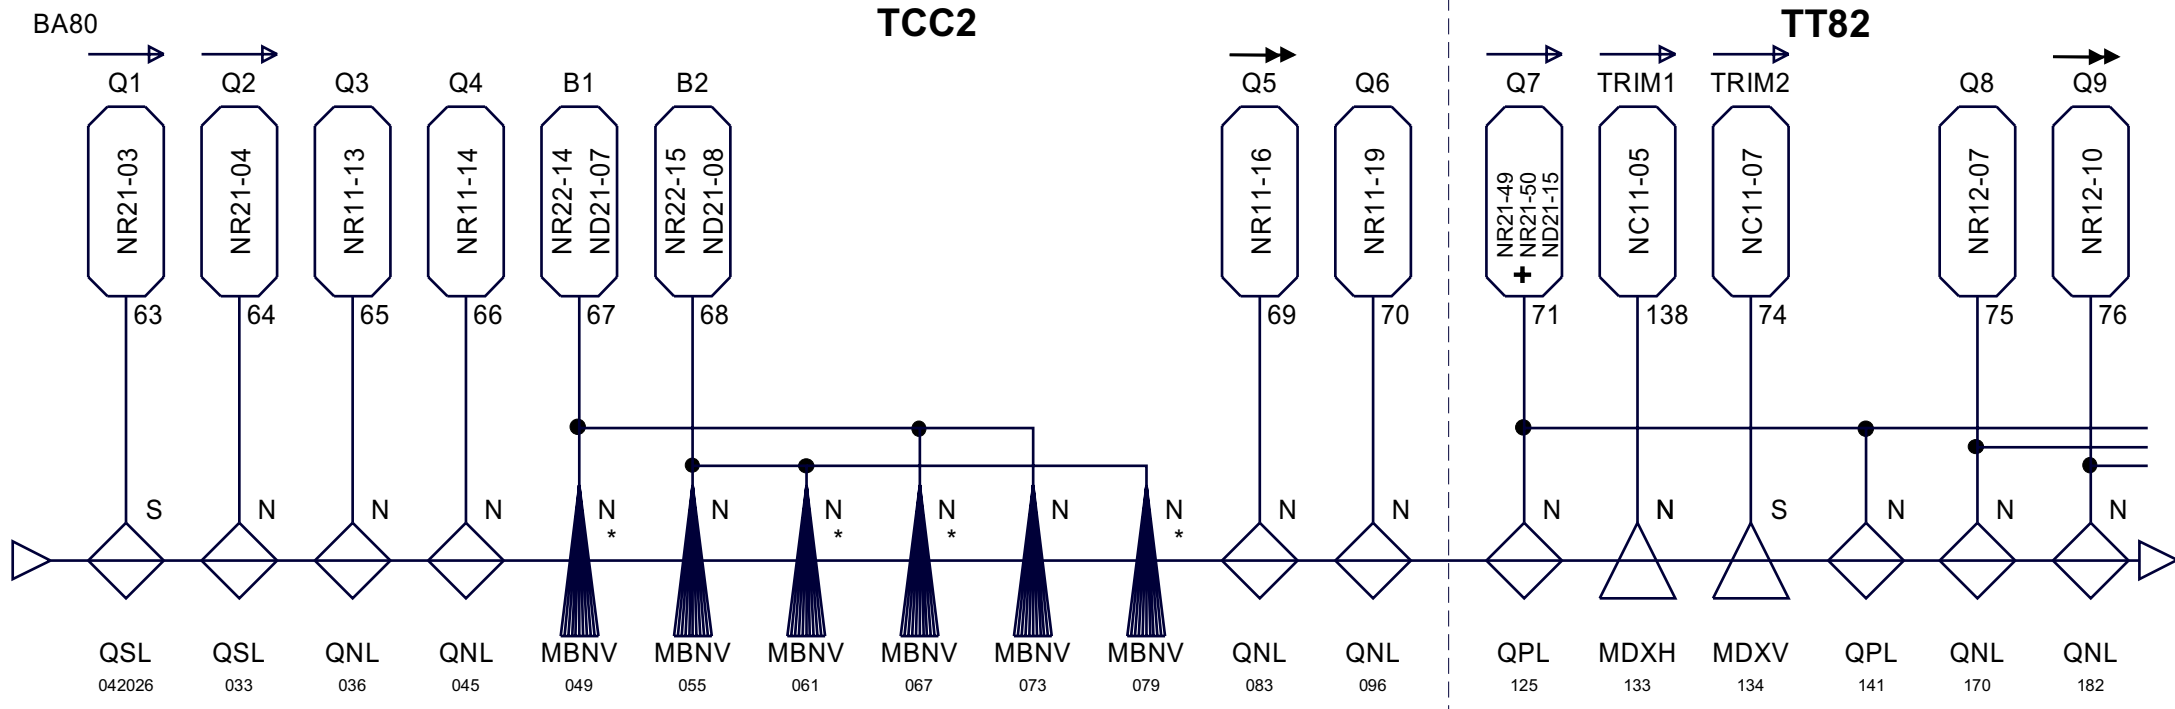 BA80
TCC2
TT82
Q1 Q2 Q3 Q4 B1 B2 Q5 Q6 Q7 TRIM1 TRIM2 Q8 Q9
NR21-03
NR21-04
NR11-13
NR11-14
NR22-14
ND21-07
NR22-15
ND21-08
NR11-16
NR11-19
NR21-49
+ NR21-50
ND21-15
NC11-05
NC11-07
NR12-07
NR12-10
63 64 65 66 67 68 69 70 71 138 74 75 76
S N N N N N N N N N N N N N S N N N
* * * *
QSL QSL QNL QNL MBNV MBNV MBNV MBNV MBNV MBNV QNL QNL QPL MDXH MDXV QPL QNL QNL
042026 033 036 045 049 055 061 067 073 079 083 096 125 133 134 141 170 182